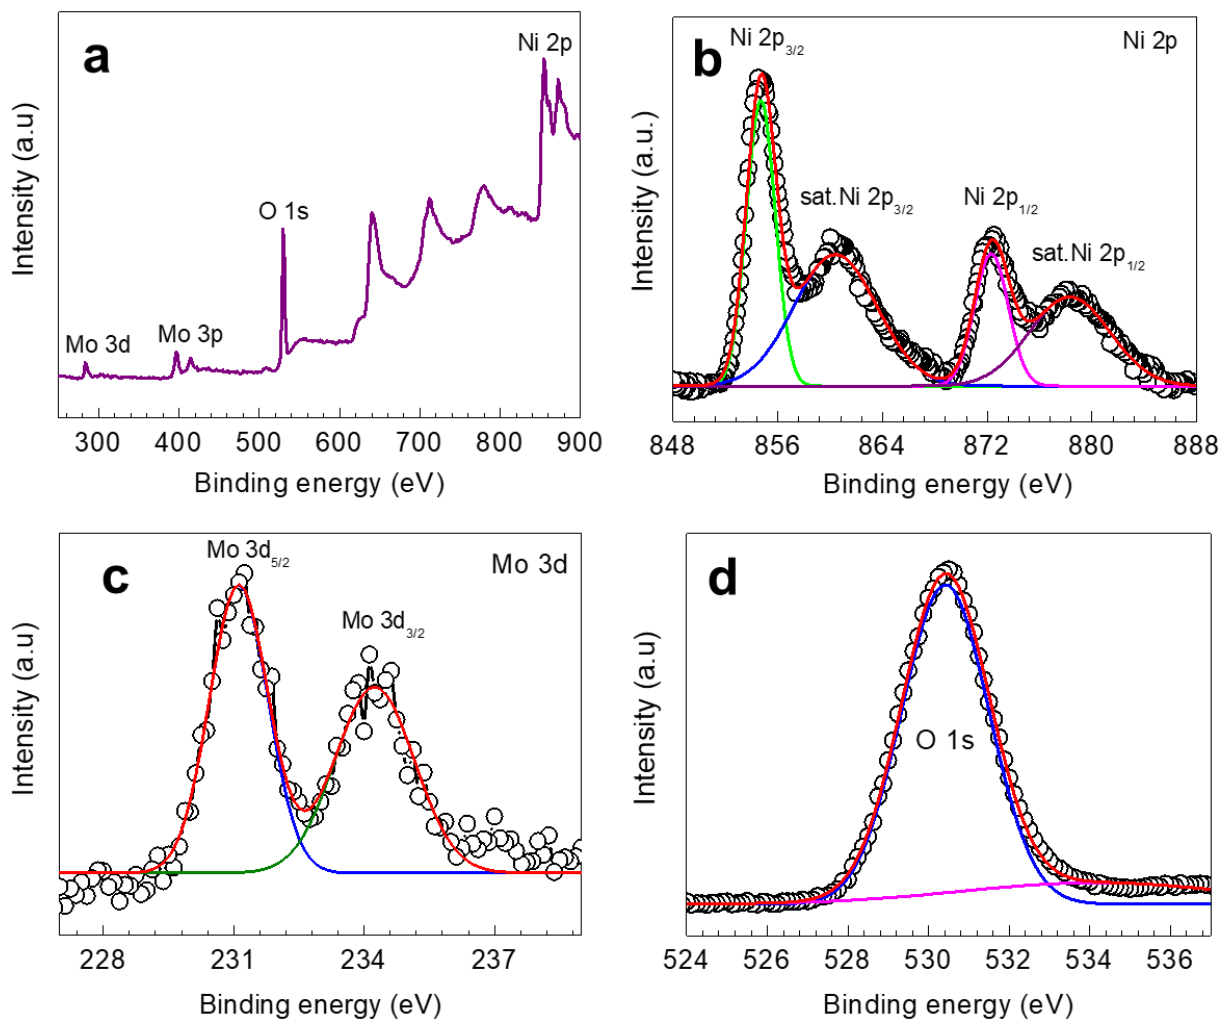 a
Ni 2p
O 1s
Mo 3p
Mo 3d
Intensity (a.u)
300 400 500 600 700 800 900
Binding energy (eV)
b
Ni 2p3/2
Ni 2p
sat.Ni 2p3/2
Ni 2p1/2
sat.Ni 2p1/2
Intensity (a.u.)
848 856 864 872 880 888
Binding energy (eV)
c
Mo 3d5/2
Mo 3d
Mo 3d3/2
Intensity (a.u)
228 231 234 237
Binding energy (eV)
d
O 1s
Intensity (a.u)
524 526 528 530 532 534 536
Binding energy (eV)